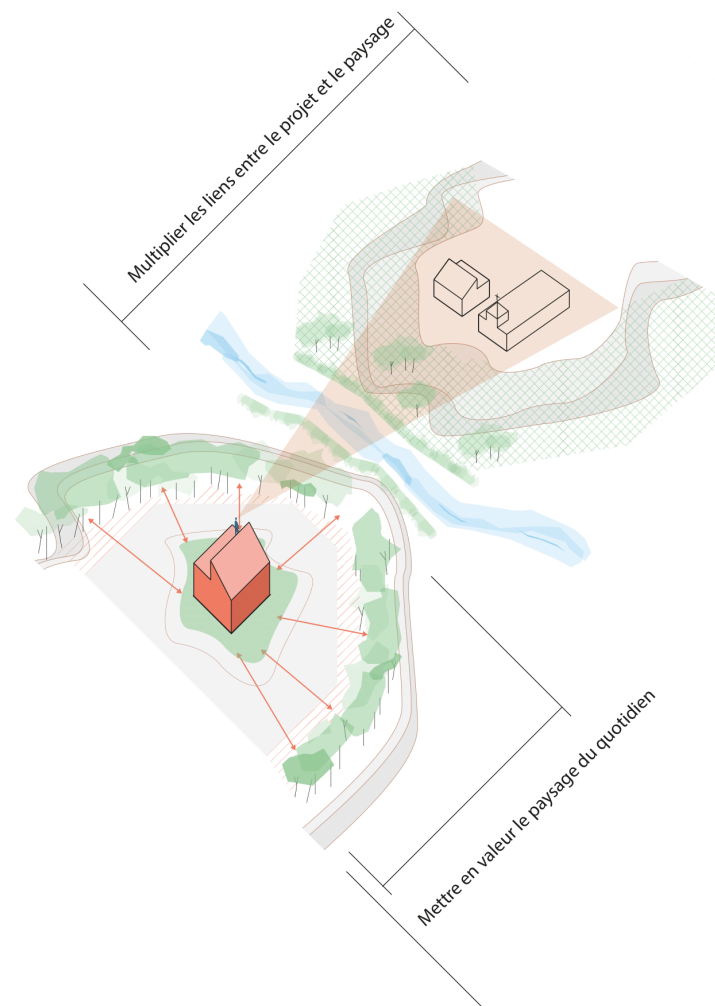 Multiplier les liens entre le projet et le paysage
Mettre en valeur le paysage du quotidien